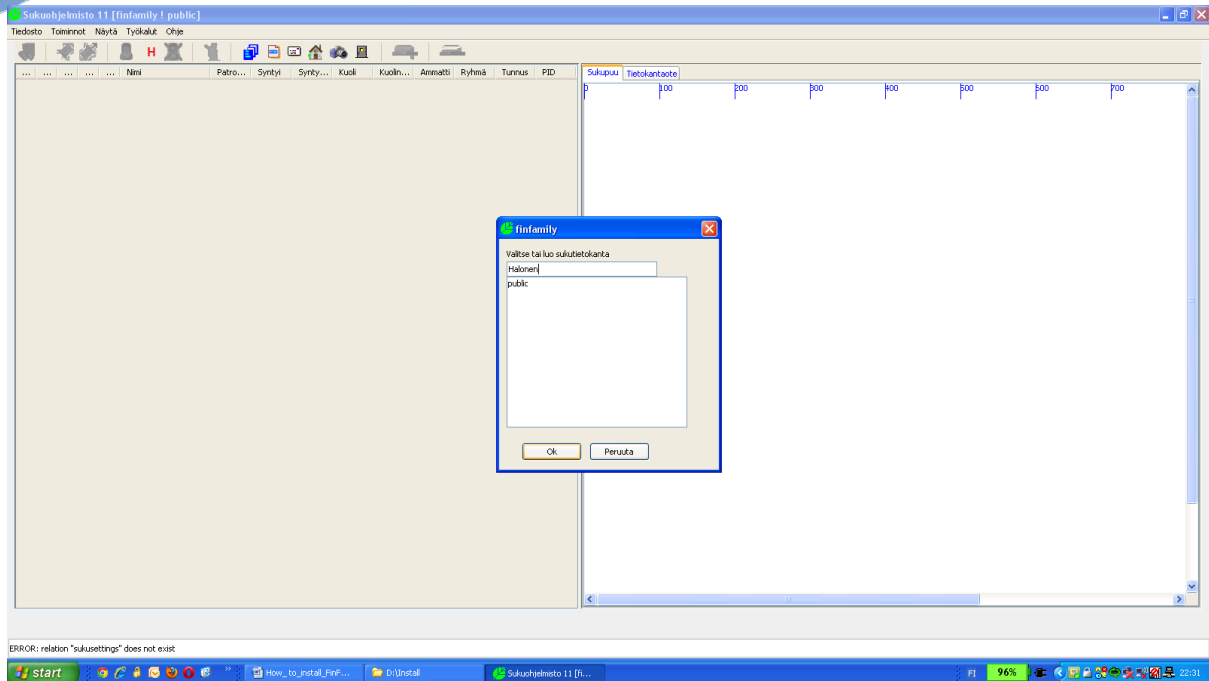 Sukuohjelmisto 11 [finfamily ! public]
Tiedosto Toiminnot Näytä Työkalut Ohje
H
... ... ... ... ... Nimi Patro... Syntyi Synty... Kuoli Kuolin... Ammatti Ryhmä Tunnus PID
Sukupuu Tietokantaote
0 100 200 300 400 500 600 700
finfamily
Valitse tai luo sukutietokanta
Halonen
public
Ok Peruuta
ERROR: relation "sukusettings" does not exist
start How_to_install_FinF... D:\Install Sukuohjelmisto 11 [fi... FI 96% 22:31